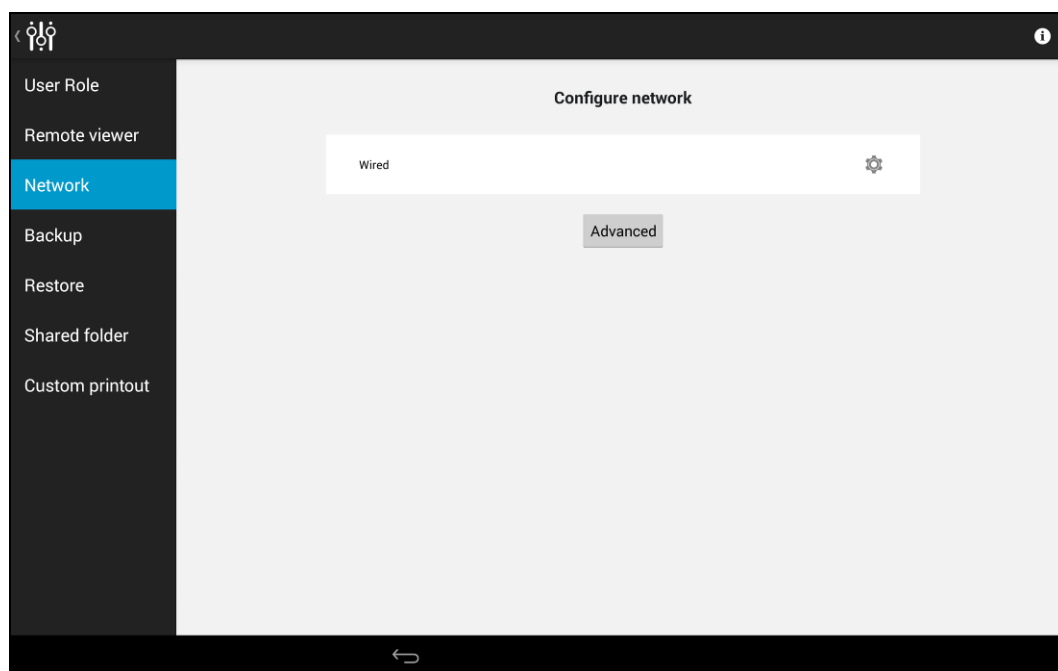 User Role
Remote viewer
Network
Backup
Restore
Shared folder
Custom printout
Configure network
Wired
Advanced